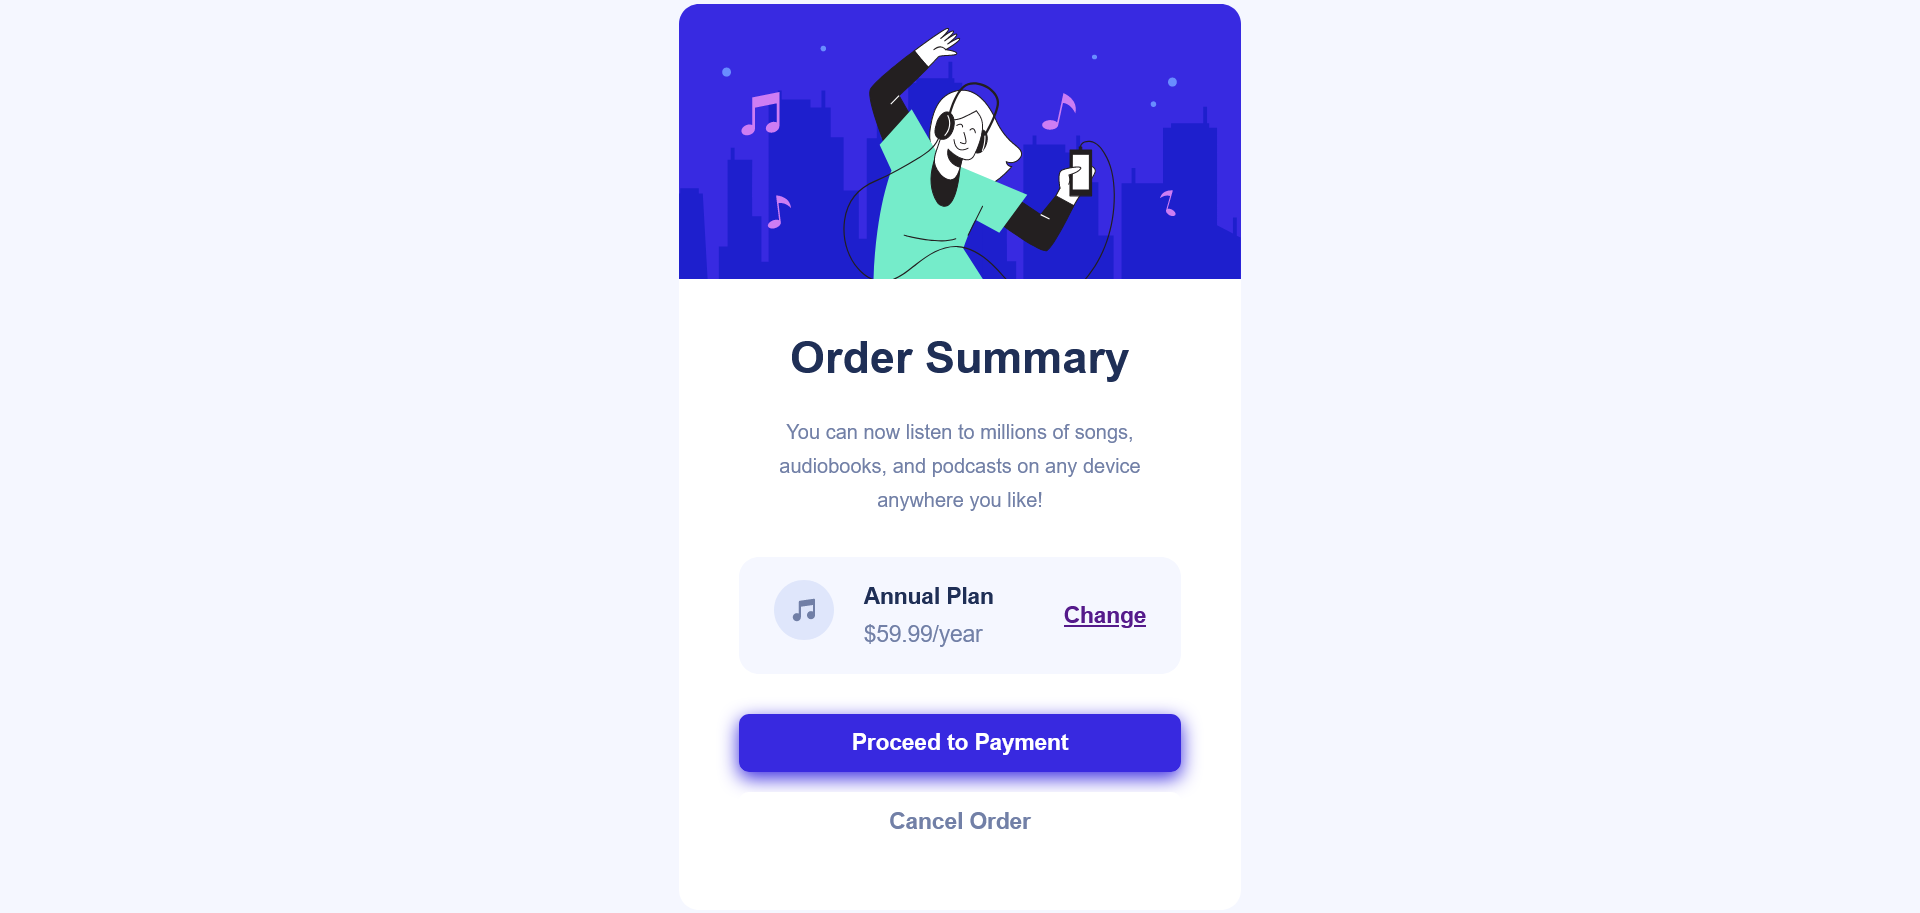 Order Summary
You can now listen to millions of songs,
audiobooks, and podcasts on any device
anywhere you like!
Annual Plan
$59.99/year
Change
Proceed to Payment
Cancel Order